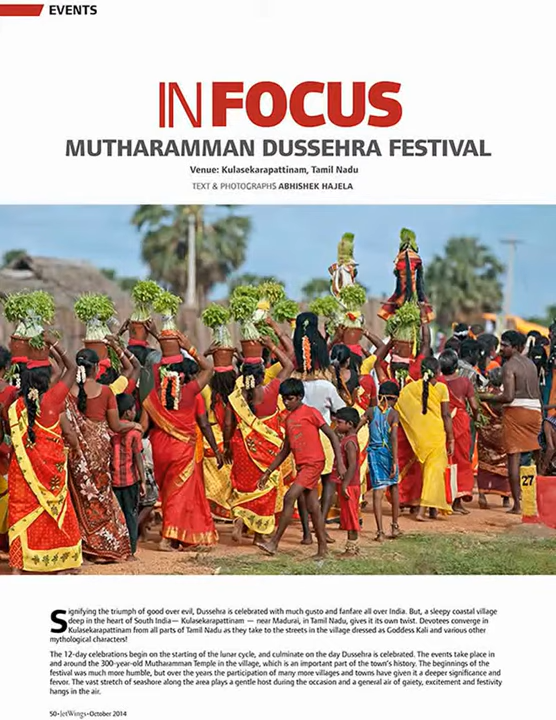 EVENTS
IN FOCUS
MUTHARAMMAN DUSSEHRA FESTIVAL
Venue: Kulasekarapattinam, Tamil Nadu
TEXT & PHOTOGRAPHS ABHISHEK HAJELA
27
Signifying the triumph of good over evil, Dussehra is celebrated with much gusto and fanfare all over India. But, a sleepy coastal village
deep in the heart of South India— Kulasekarapattinam — near Madurai, in Tamil Nadu, gives it its own twist. Devotees converge in
Kulasekarapattinam from all parts of Tamil Nadu as they take to the streets in the village dressed as Goddess Kali and various other
mythological characters!
The 12-day celebrations begin on the starting of the lunar cycle, and culminate on the day Dussehra is celebrated. The events take place in
and around the 300-year-old Mutharamman Temple in the village, which is an important part of the town's history. The beginnings of the
festival was much more humble, but over the years the participation of many more villages and towns have given it a deeper significance and
fervor. The vast stretch of seashore along the area plays a gentle host during the occasion and a general air of gaiety, excitement and festivity
hangs in the air.
50•JetWings•October 2014